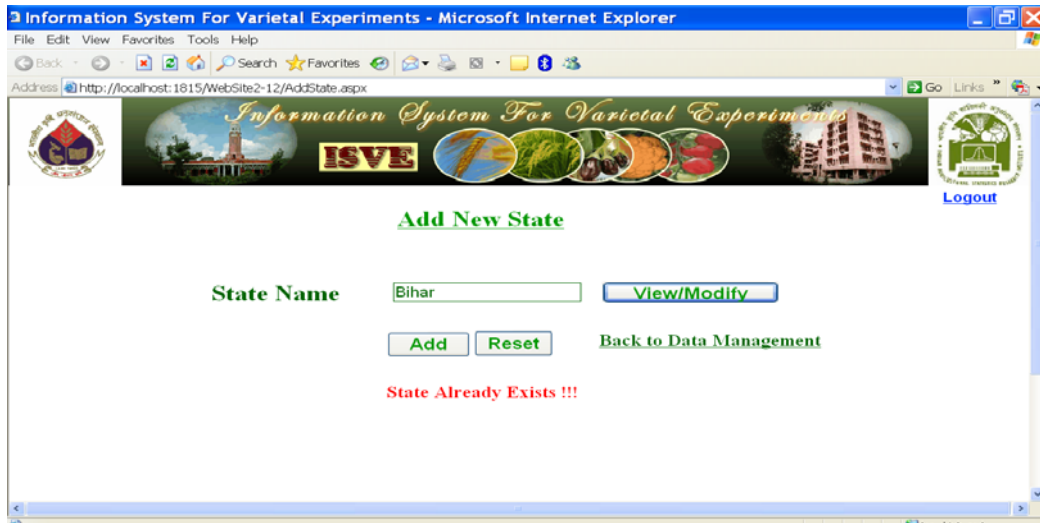 Information System For Varietal Experiments - Microsoft Internet Explorer
File Edit View Favorites Tools Help
Back Search Favorites
Address http://localhost:1815/WebSite2-12/AddState.aspx Go Links
Information System For Varietal Experiments
ISVE
Logout
Add New State
State Name Bihar View/Modify
Add Reset Back to Data Management
State Already Exists !!!